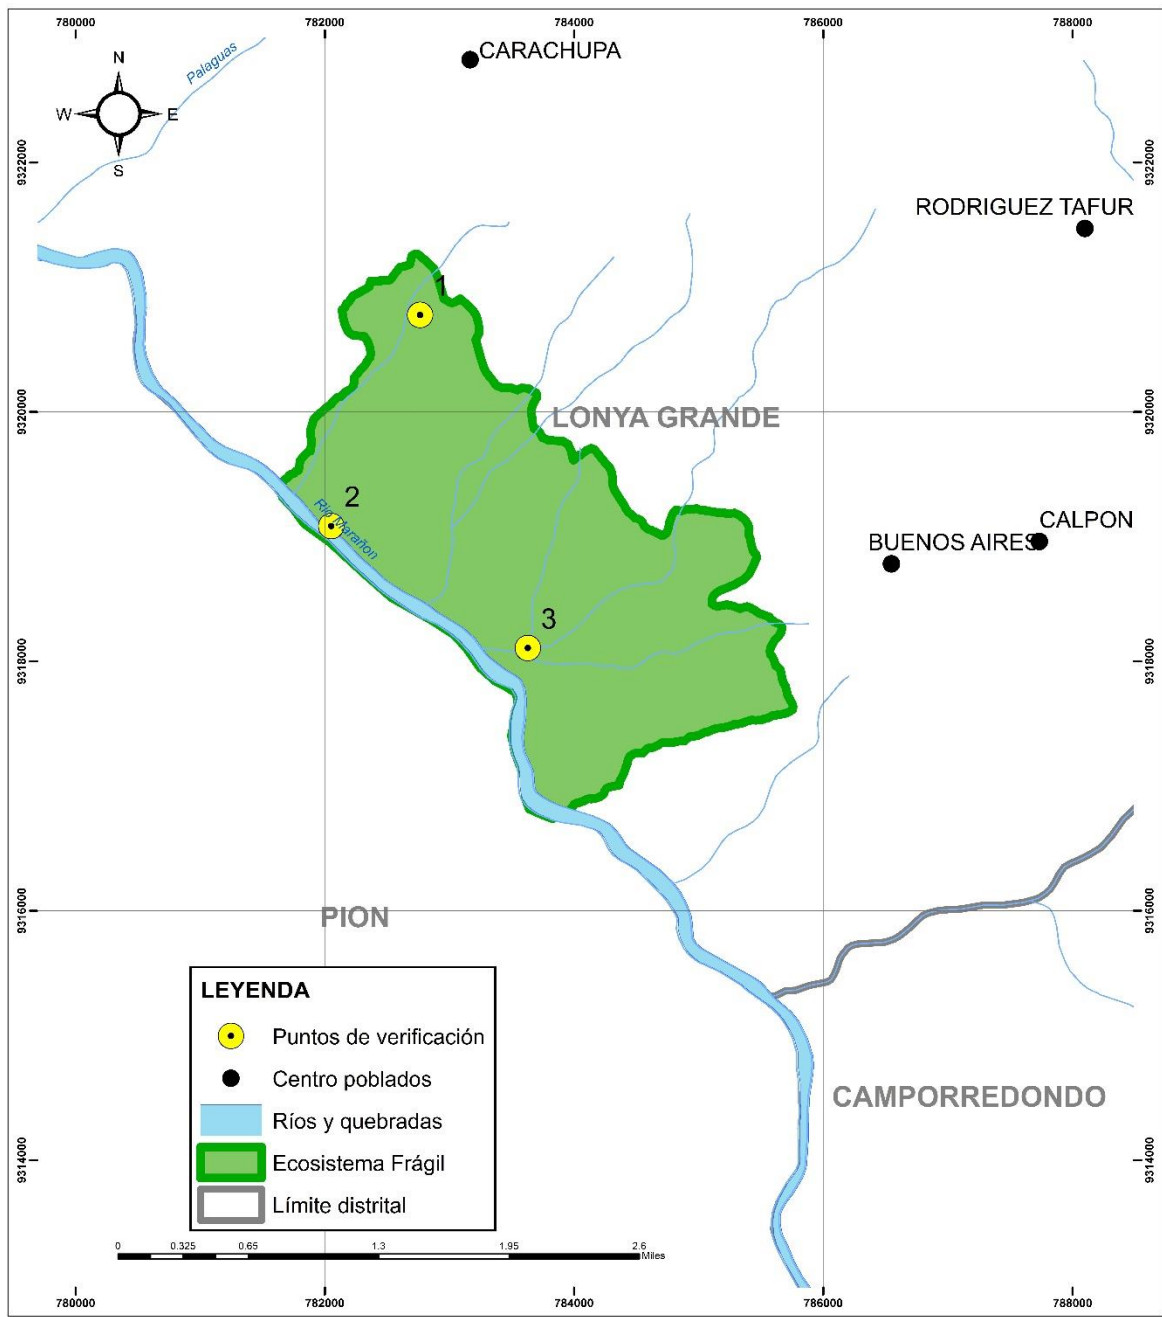 780000
782000
784000
786000
788000
Palaguas
CARACHUPA
N
W
E
S
9322000
9322000
RODRIGUEZ TAFUR
1
9320000
9320000
LONYA GRANDE
2
Río Marañon
CALPON
BUENOS AIRES
3
9318000
9318000
PION
9316000
9316000
LEYENDA
Puntos de verificación
Centro poblados
Ríos y quebradas
Ecosistema Frágil
Límite distrital
CAMPORREDONDO
9314000
9314000
0
0.325
0.65
1.3
1.95
2.6
Miles
780000
782000
784000
786000
788000